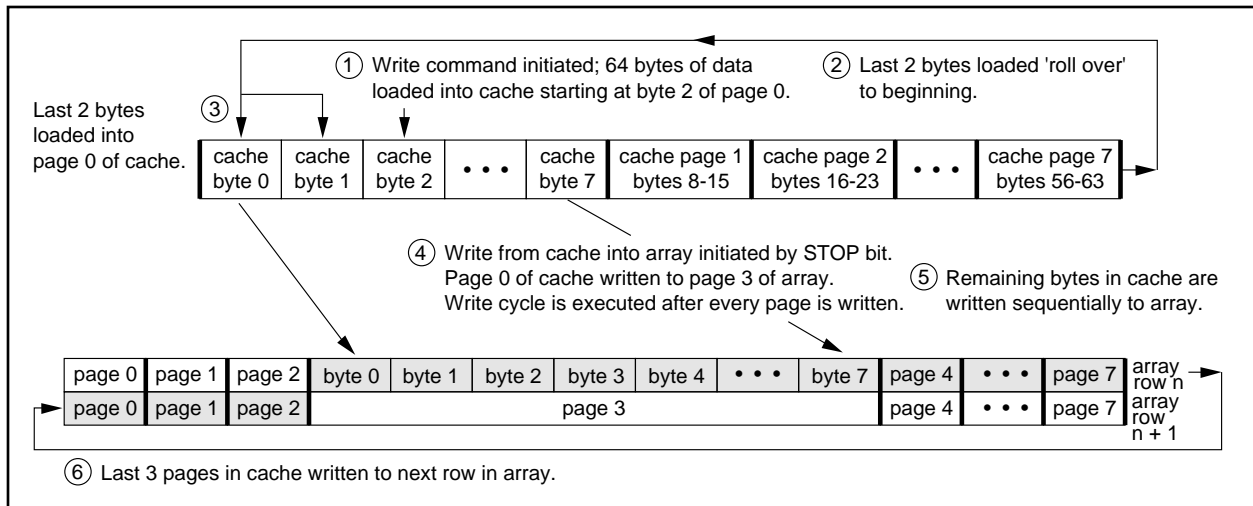 ① Write command initiated; 64 bytes of data
loaded into cache starting at byte 2 of page 0.
② Last 2 bytes loaded 'roll over'
to beginning.
③
Last 2 bytes
loaded into
page 0 of cache.
cache byte 0 cache byte 1 cache byte 2 • • • cache byte 7 cache page 1 bytes 8-15 cache page 2 bytes 16-23 • • • cache page 7 bytes 56-63
④ Write from cache into array initiated by STOP bit.
Page 0 of cache written to page 3 of array.
Write cycle is executed after every page is written.
⑤ Remaining bytes in cache are
written sequentially to array.
page 0 page 1 page 2 byte 0 byte 1 byte 2 byte 3 byte 4 • • • byte 7 page 4 • • • page 7 array row n
page 0 page 1 page 2 page 3 page 4 • • • page 7 array row n + 1
⑥ Last 3 pages in cache written to next row in array.